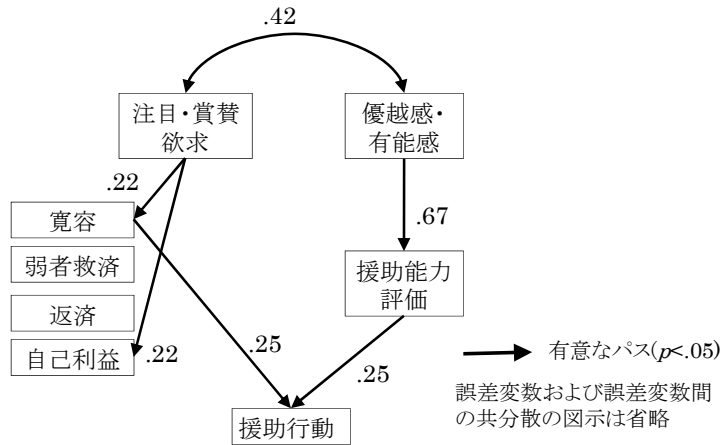 .42
注目・賞賛
欲求
優越感・
有能感
.22
.67
寛容
弱者救済
返済
自己利益
援助能力
評価
.22
.25
.25
援助行動
有意なパス(p<.05)
誤差変数および誤差変数間
の共分散の図示は省略